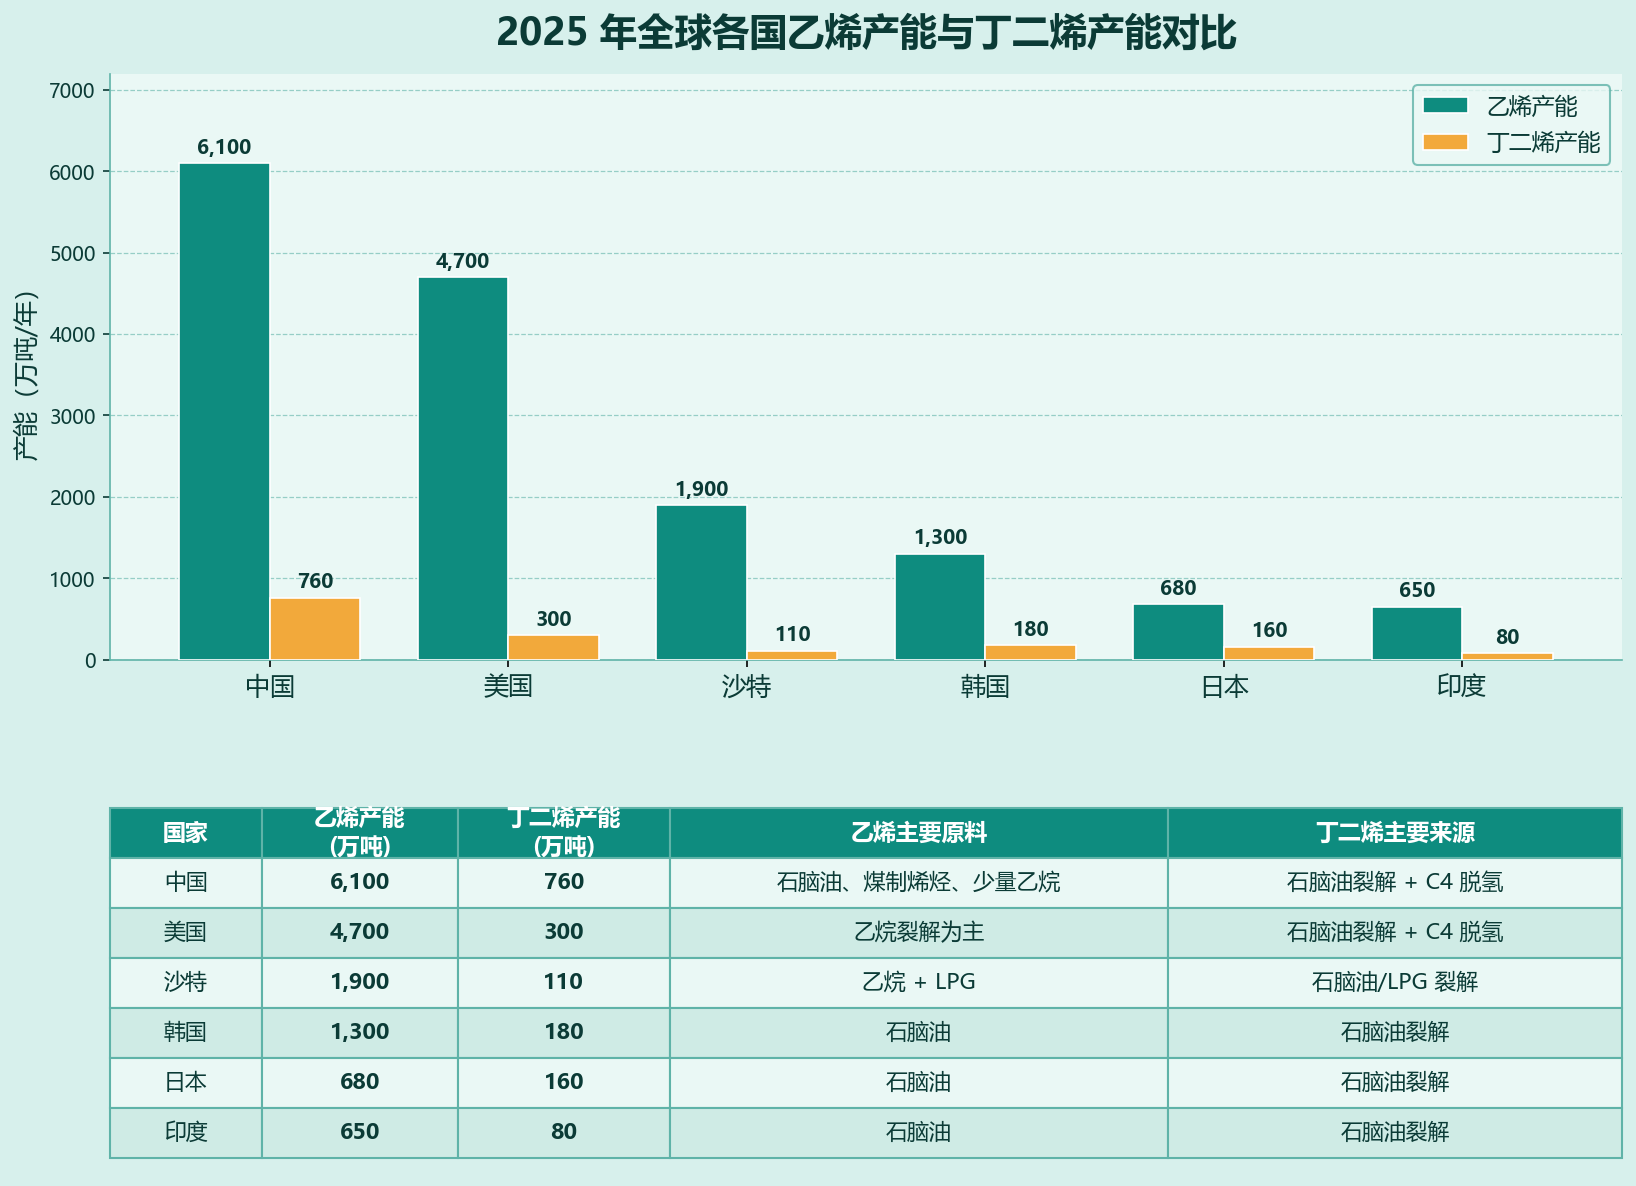 2025 年全球各国乙烯产能与丁二烯产能对比
产能（万吨/年）
7000
6000
5000
4000
3000
2000
1000
0
乙烯产能
丁二烯产能
6,100
760
4,700
300
1,900
110
1,300
180
680
160
650
80
中国
美国
沙特
韩国
日本
印度
国家
乙烯产能
(万吨)
丁二烯产能
(万吨)
乙烯主要原料
丁二烯主要来源
中国
6,100
760
石脑油、煤制烯烃、少量乙烷
石脑油裂解 + C4 脱氢
美国
4,700
300
乙烷裂解为主
石脑油裂解 + C4 脱氢
沙特
1,900
110
乙烷 + LPG
石脑油/LPG 裂解
韩国
1,300
180
石脑油
石脑油裂解
日本
680
160
石脑油
石脑油裂解
印度
650
80
石脑油
石脑油裂解